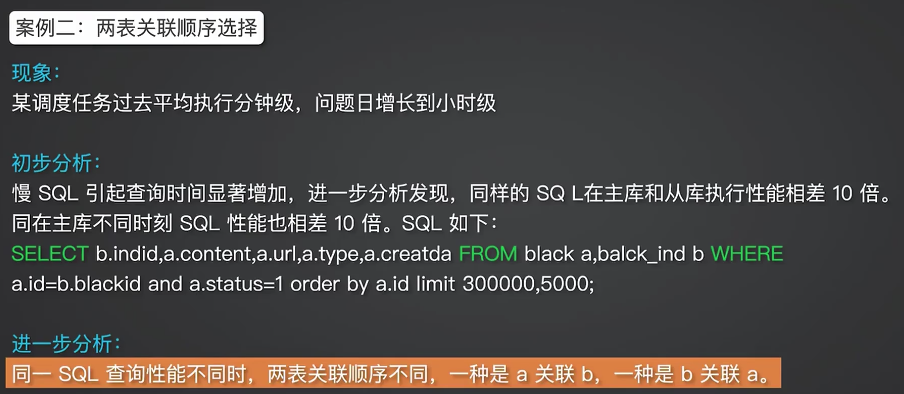 案例二：两表关联顺序选择
现象：
某调度任务过去平均执行分钟级，问题日增长到小时级
初步分析：
慢 SQL 引起查询时间显著增加，进一步分析发现，同样的 SQ L在主库和从库执行性能相差 10 倍。
同在主库不同时刻 SQL 性能也相差 10 倍。SQL 如下：
SELECT b.indid,a.content,a.url,a.type,a.creatda FROM black a,balck_ind b WHERE
a.id=b.blackid and a.status=1 order by a.id limit 300000,5000;
进一步分析：
同一 SQL 查询性能不同时，两表关联顺序不同，一种是 a 关联 b，一种是 b 关联 a。